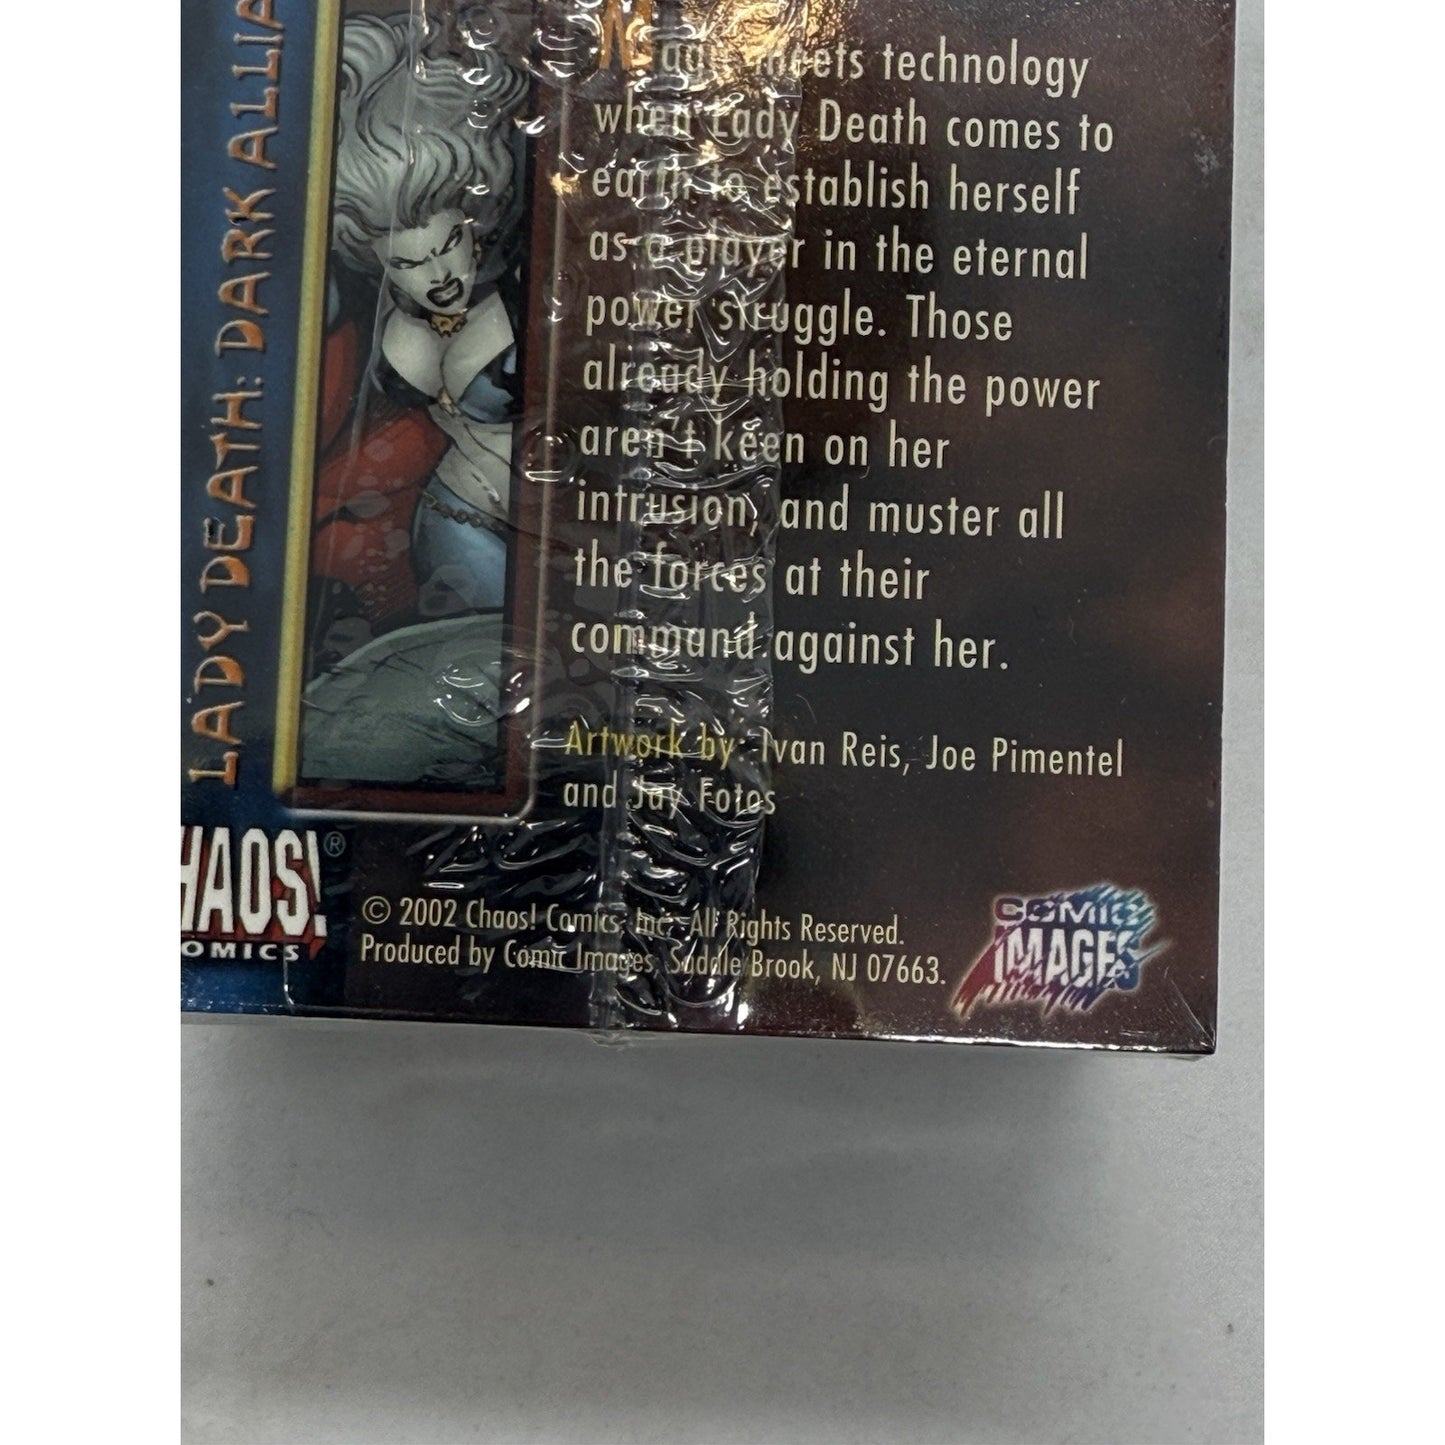 LADY DEATH: DARK ALLIA
Magic meets technology
when Lady Death comes to
earth to establish herself
as a player in the eternal
power struggle. Those
already holding the power
aren't keen on her
intrusion, and muster all
the forces at their
command against her.
Artwork by: Ivan Reis, Joe Pimentel
and Jay Fotos
HAOS!®
OMICS
© 2002 Chaos! Comics, Inc. All Rights Reserved.
Produced by Comic Images, Saddle Brook, NJ 07663.
COMIC
IMAGES